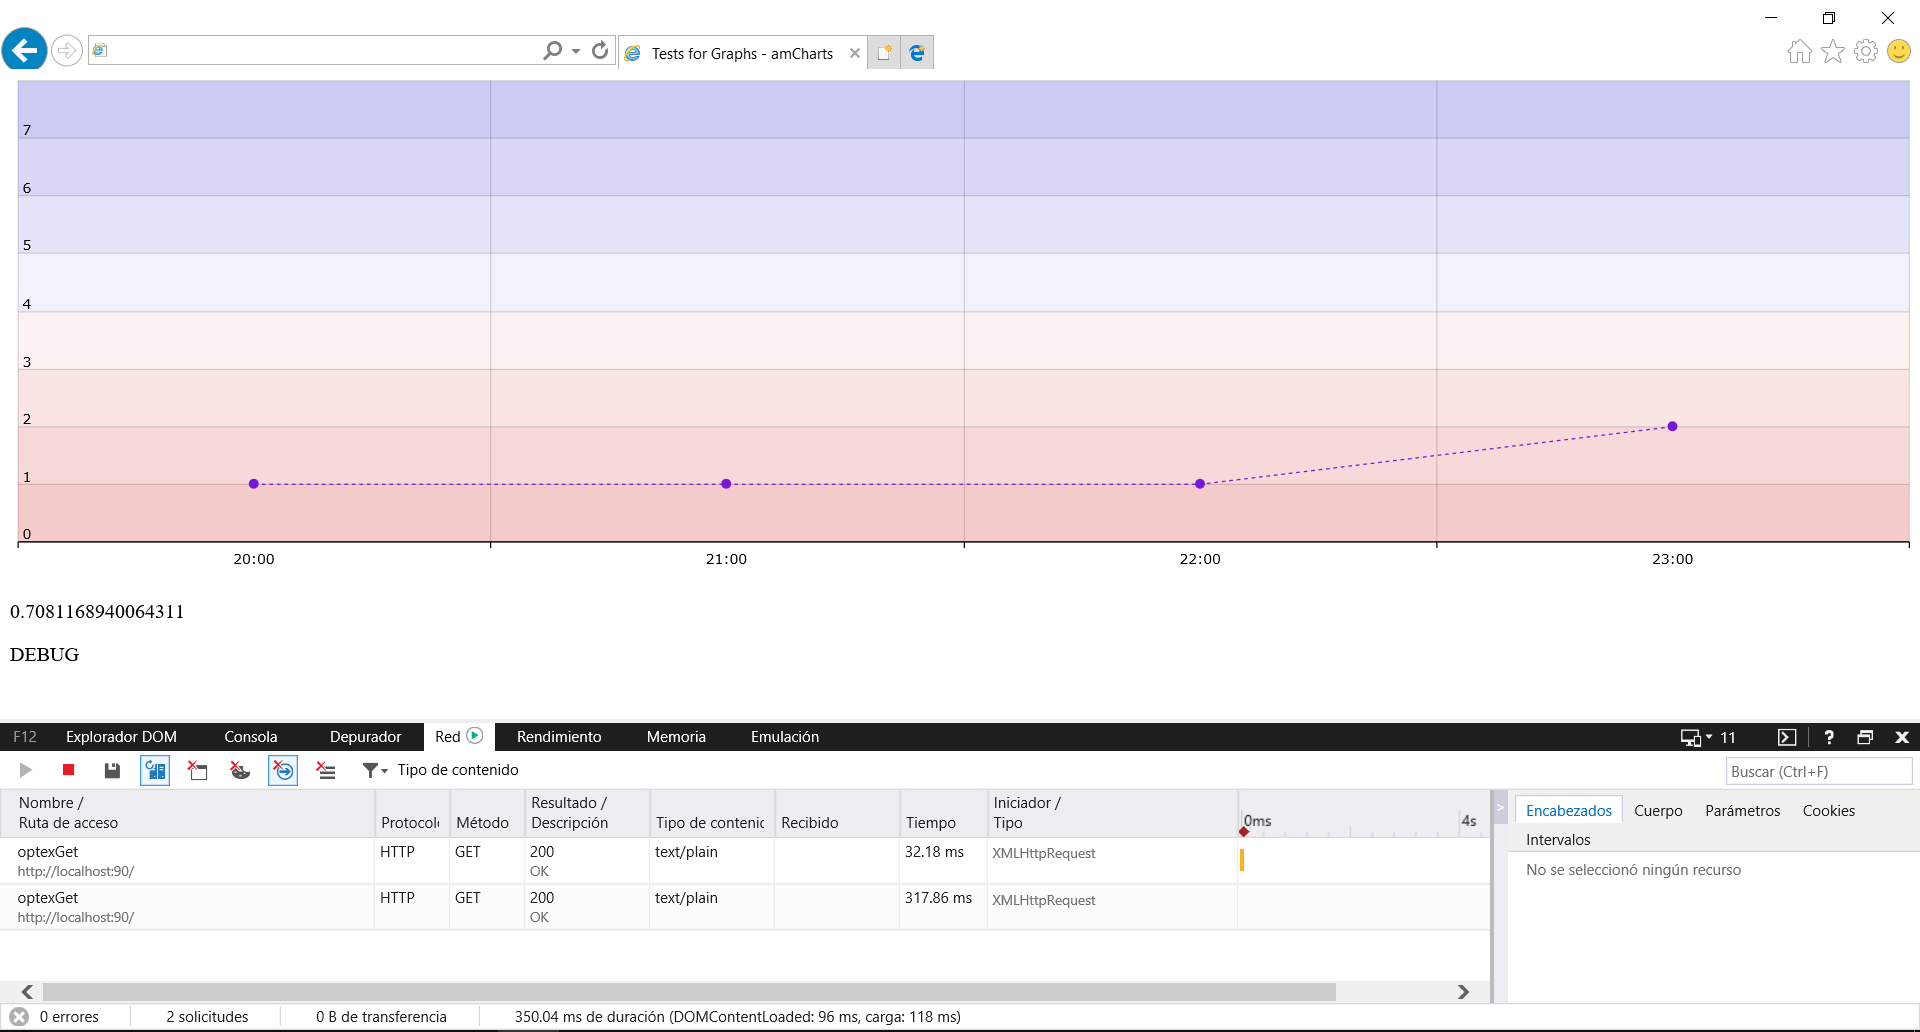 Tests for Graphs - amCharts
7
6
5
4
3
2
1
0
20:00 21:00 22:00 23:00
0.7081168940064311
DEBUG
F12 Explorador DOM Consola Depurador Red Rendimiento Memoria Emulación 11 ?
Tipo de contenido Buscar (Ctrl+F)
Nombre / Resultado / Iniciador /
Ruta de acceso Protocol Método Descripción Tipo de contenic Recibido Tiempo Tipo 0ms 4s
optexGet HTTP GET 200 text/plain 32.18 ms XMLHttpRequest
http://localhost:90/ OK
optexGet HTTP GET 200 text/plain 317.86 ms XMLHttpRequest
http://localhost:90/ OK
Encabezados Cuerpo Parámetros Cookies
Intervalos
No se seleccionó ningún recurso
0 errores 2 solicitudes 0 B de transferencia 350.04 ms de duración (DOMContentLoaded: 96 ms, carga: 118 ms)